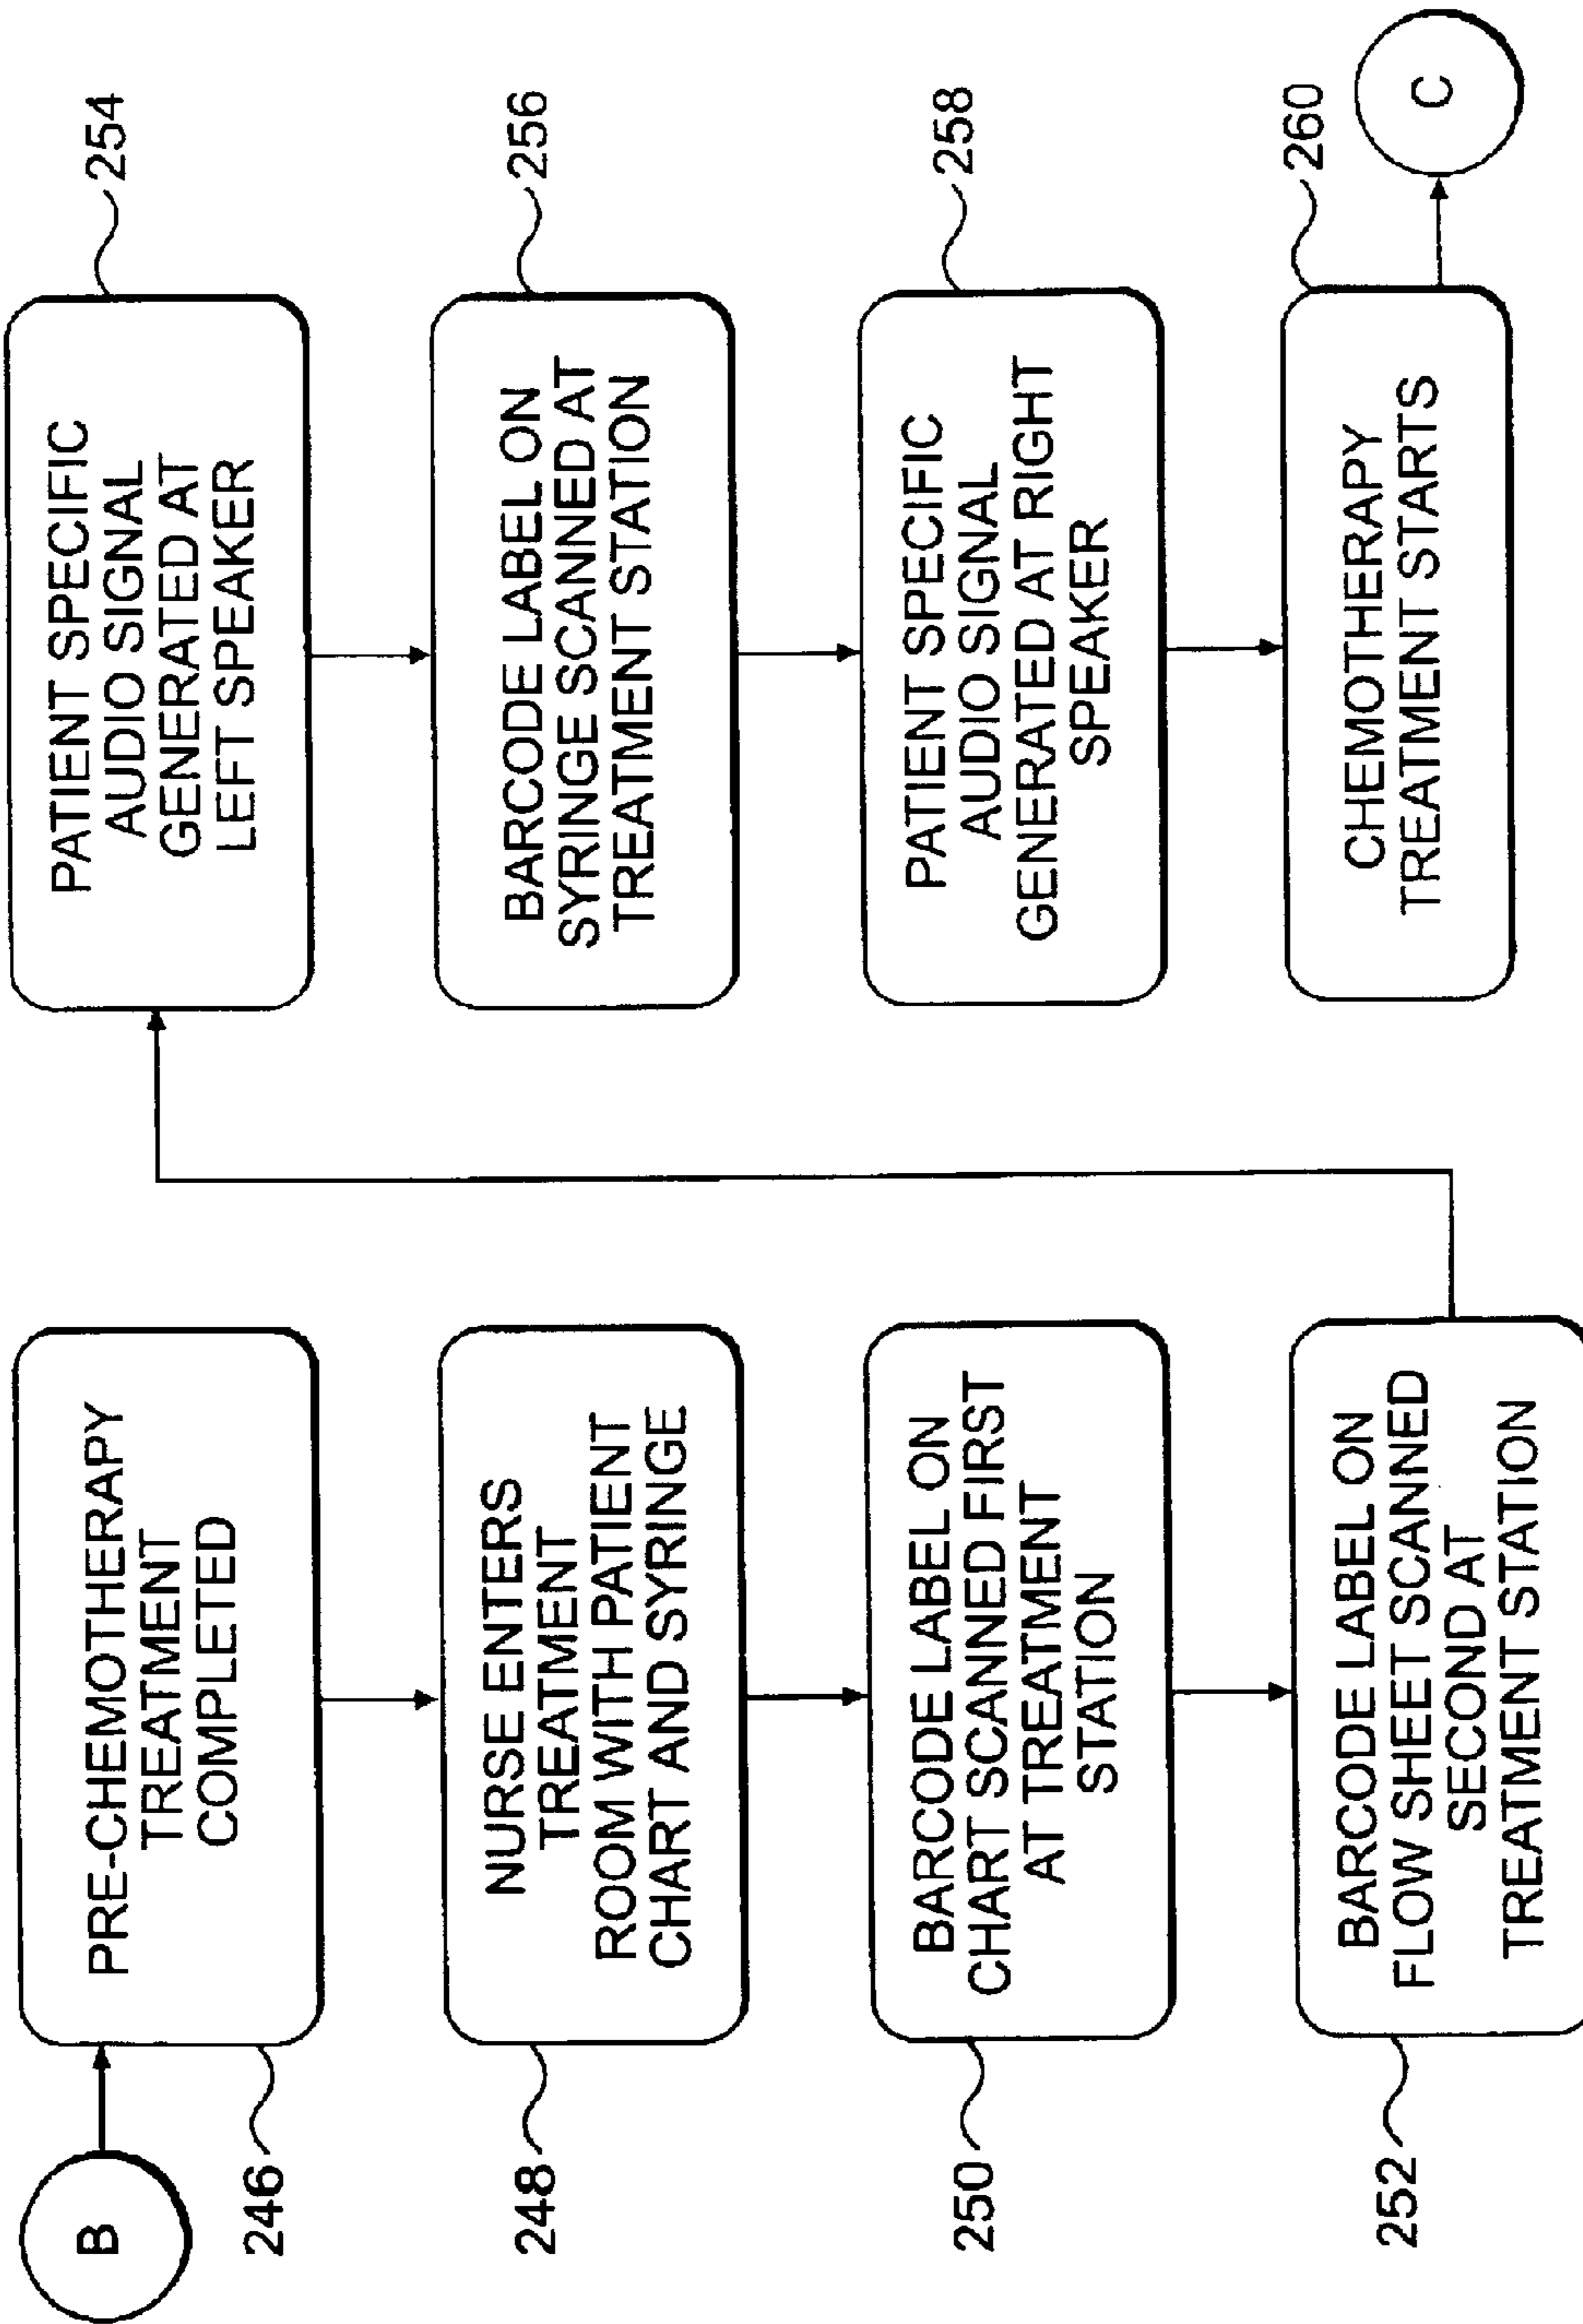 B
246
PRE-CHEMOTHERAPY
TREATMENT
COMPLETED
248
NURSE ENTERS
TREATMENT
ROOM WITH PATIENT
CHART AND SYRINGE
250
BARCODE LABEL ON
CHART SCANNED FIRST
AT TREATMENT
STATION
252
BARCODE LABEL ON
FLOW SHEET SCANNED
SECOND AT
TREATMENT STATION
254
PATIENT SPECIFIC
AUDIO SIGNAL
GENERATED AT
LEFT SPEAKER
256
BARCODE LABEL ON
SYRINGE SCANNED AT
TREATMENT STATION
258
PATIENT SPECIFIC
AUDIO SIGNAL
GENERATED AT RIGHT
SPEAKER
260
CHEMOTHERAPY
TREATMENT STARTS
C